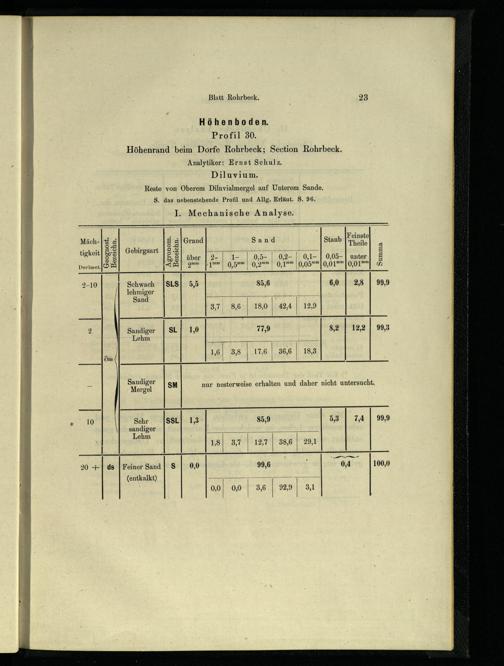 Blatt Rohrbeck. 23
Höhenboden.
Profil 30.
Höhenrand beim Dorfe Rohrbeck; Section Rohrbeck.
Analytiker: Ernst Schulz.
Diluvium.
Reste von Oberem Diluvialmergel auf Unterem Sande.
S. das nebenstehende Profil und Allg. Erläut. S. 96.
I. Mechanische Analyse.
Mäch-tigkeit Decimet. Geognost. Bezeichn. Gebirgsart Agronom. Bezeichn. Grand über 2mm Sand Staub Feinste Theile Summa
2-1mm 1-0,5mm 0,5-0,2mm 0,2-0,1mm 0,1-0,05mm 0,05-0,01mm unter 0,01mm
2-10 Schwach lehmiger Sand SLS 5,5 85,6 6,0 2,8 99,9
3,7 8,6 18,0 42,4 12,9
2 Sandiger Lehm SL 1,0 77,9 8,2 12,2 99,3
1,6 3,8 17,6 36,6 18,3
ðm
– Sandiger Mergel SM nur nesterweise erhalten und daher nicht untersucht.
* 10 Sehr sandiger Lehm SSL 1,3 85,9 5,3 7,4 99,9
1,8 3,7 12,7 38,6 29,1
20 + ds Feiner Sand (entkalkt) S 0,0 99,6 0,4 100,0
0,0 0,0 3,6 92,9 3,1